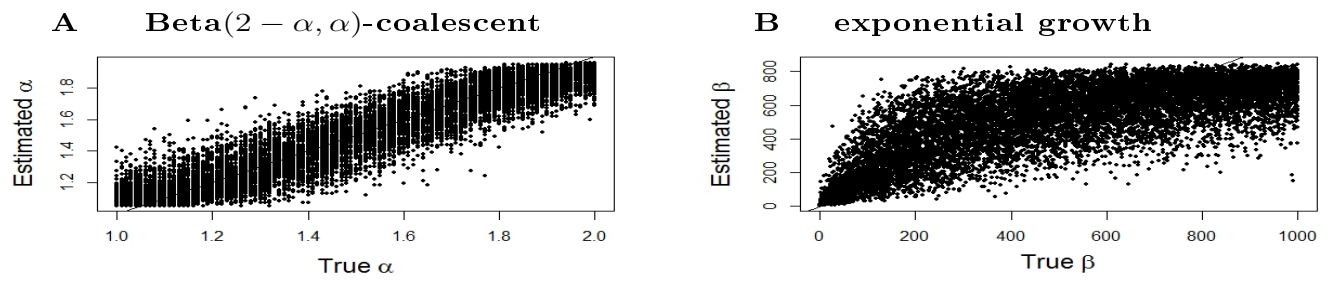 A Beta(2 − α, α)-coalescent
Estimated α
1.2 1.4 1.6 1.8
1.0 1.2 1.4 1.6 1.8 2.0
True α
B exponential growth
Estimated β
0 200 400 600 800
0 200 400 600 800 1000
True β